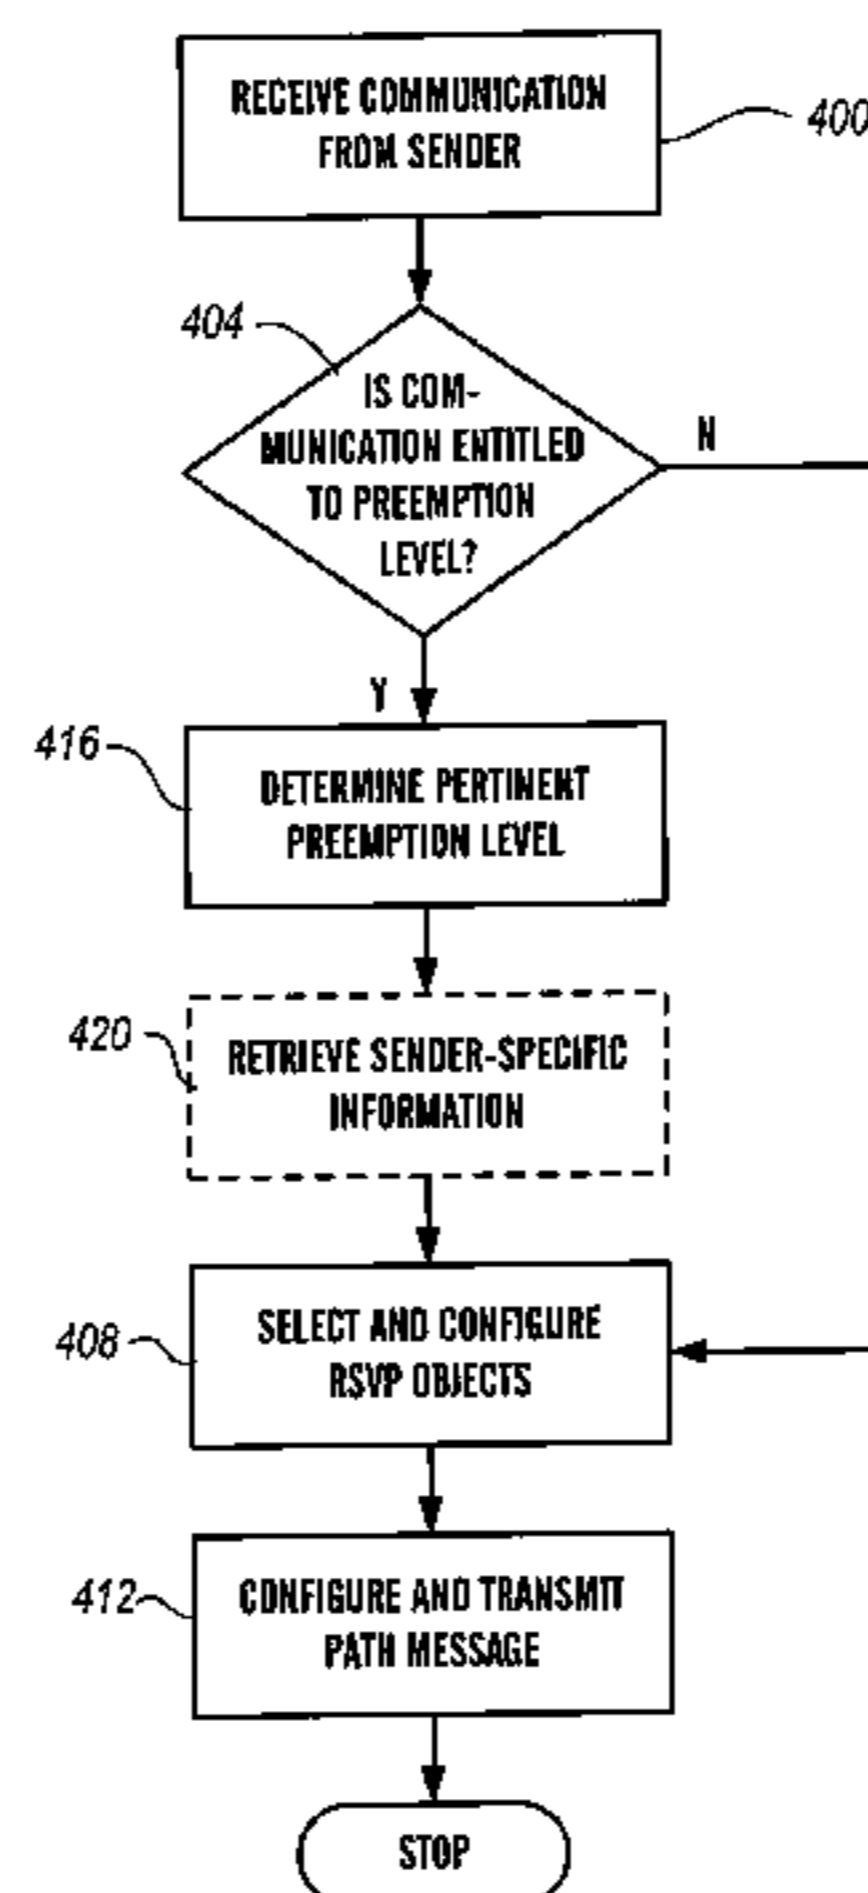 RECEIVE COMMUNICATION
FROM SENDER
400
404
IS COM-
MUNICATION ENTITLED
TO PREEMPTION
LEVEL?
N
Y
416
DETERMINE PERTINENT
PREEMPTION LEVEL
420
RETRIEVE SENDER-SPECIFIC
INFORMATION
408
SELECT AND CONFIGURE
RSVP OBJECTS
412
CONFIGURE AND TRANSMIT
PATH MESSAGE
STOP